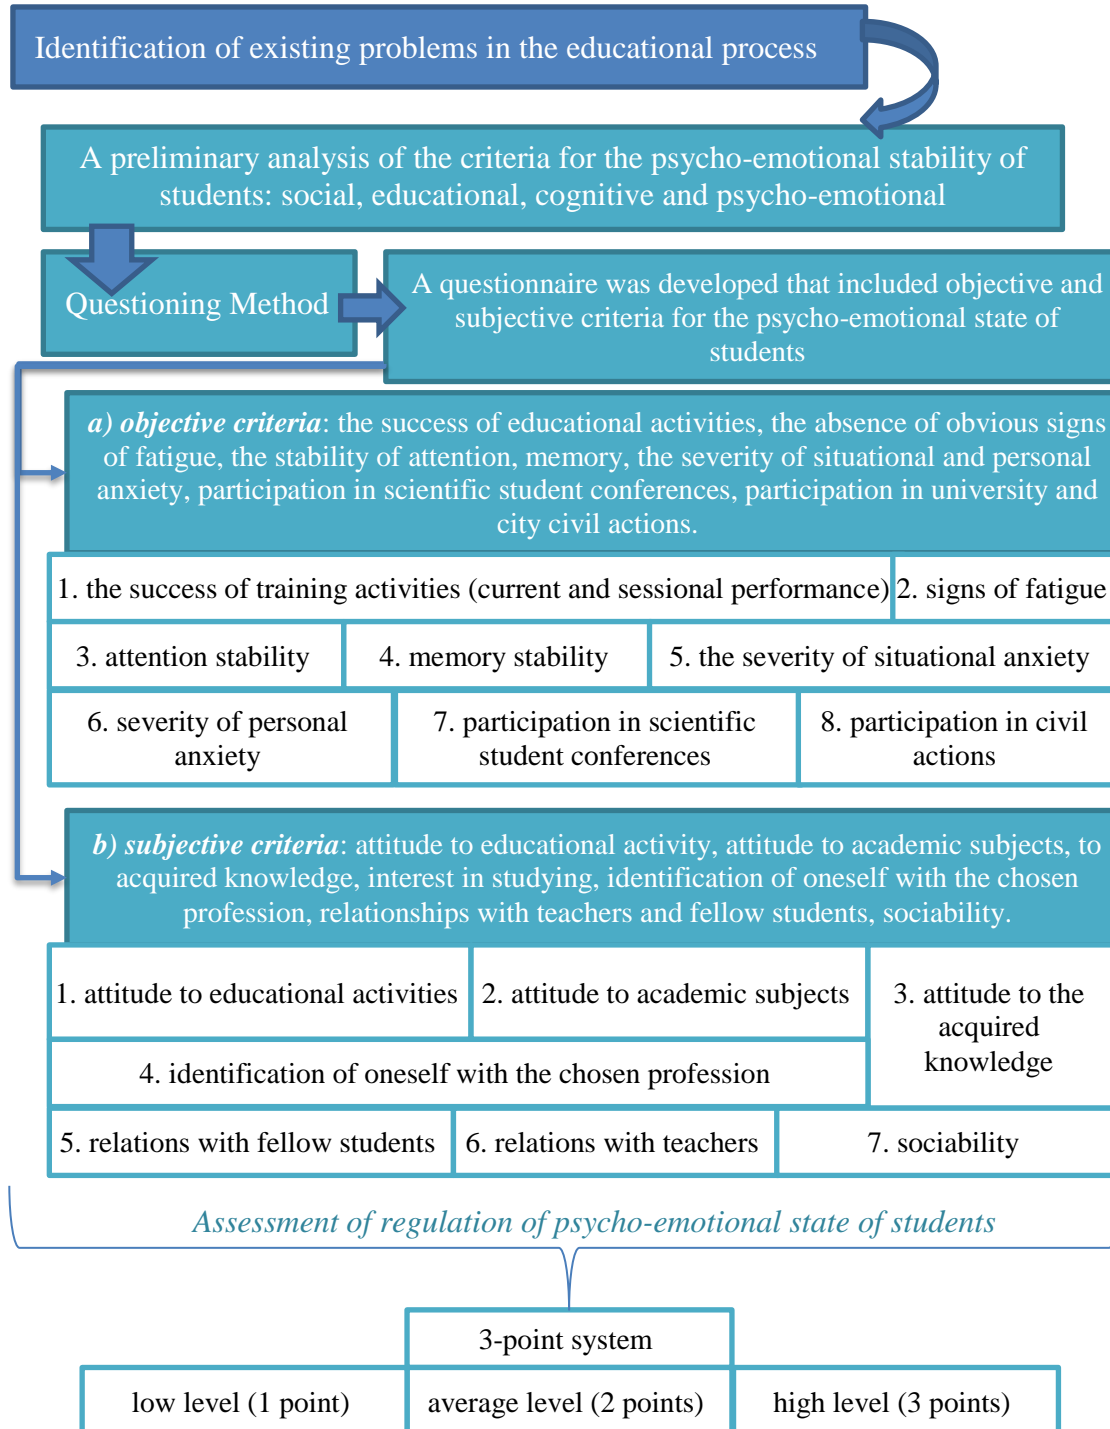 Identification of existing problems in the educational process
A preliminary analysis of the criteria for the psycho-emotional stability of
students: social, educational, cognitive and psycho-emotional
Questioning Method
A questionnaire was developed that included objective and
subjective criteria for the psycho-emotional state of
students
a) objective criteria: the success of educational activities, the absence of obvious signs
of fatigue, the stability of attention, memory, the severity of situational and personal
anxiety, participation in scientific student conferences, participation in university and
city civil actions.
1. the success of training activities (current and sessional performance)
2. signs of fatigue
3. attention stability
4. memory stability
5. the severity of situational anxiety
6. severity of personal
anxiety
7. participation in scientific
student conferences
8. participation in civil
actions
b) subjective criteria: attitude to educational activity, attitude to academic subjects, to
acquired knowledge, interest in studying, identification of oneself with the chosen
profession, relationships with teachers and fellow students, sociability.
1. attitude to educational activities
2. attitude to academic subjects
3. attitude to the
acquired
knowledge
4. identification of oneself with the chosen profession
5. relations with fellow students
6. relations with teachers
7. sociability
Assessment of regulation of psycho-emotional state of students
3-point system
low level (1 point)
average level (2 points)
high level (3 points)